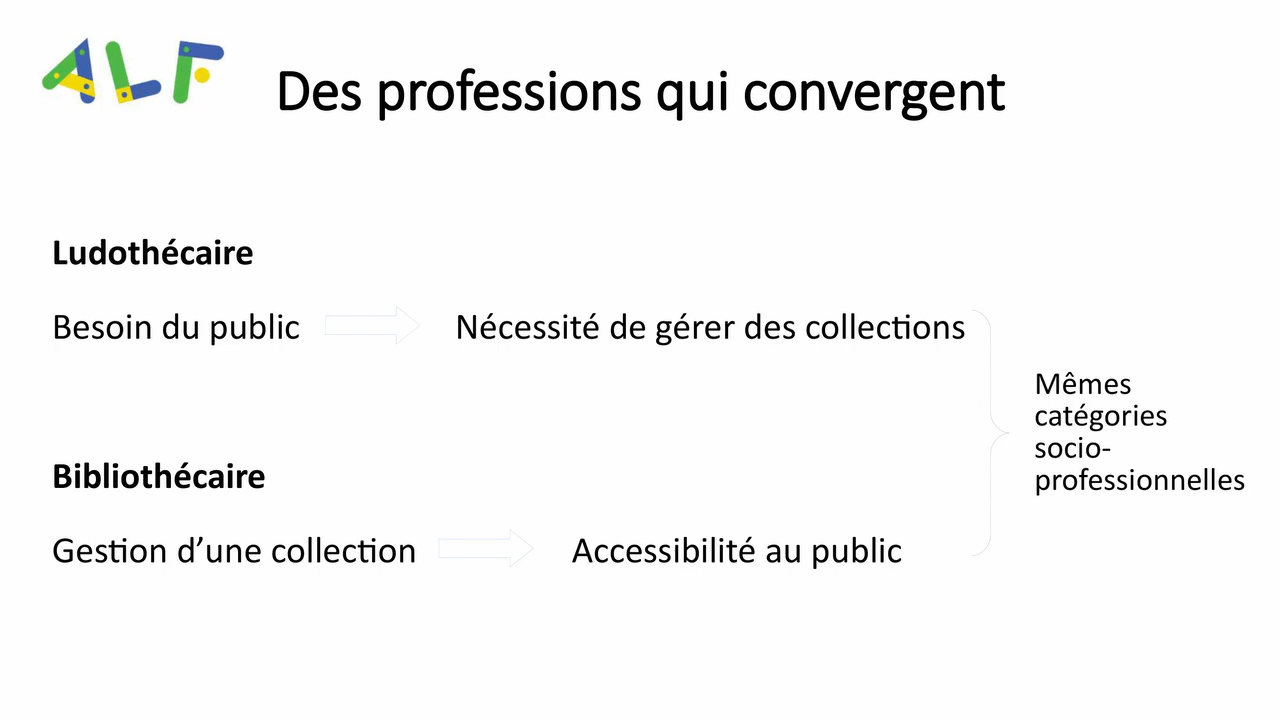 ALF
Des professions qui convergent
Ludothécaire
Besoin du public
Nécessité de gérer des collections
Bibliothécaire
Gestion d’une collection
Accessibilité au public
Mêmes
catégories
socio-
professionnelles